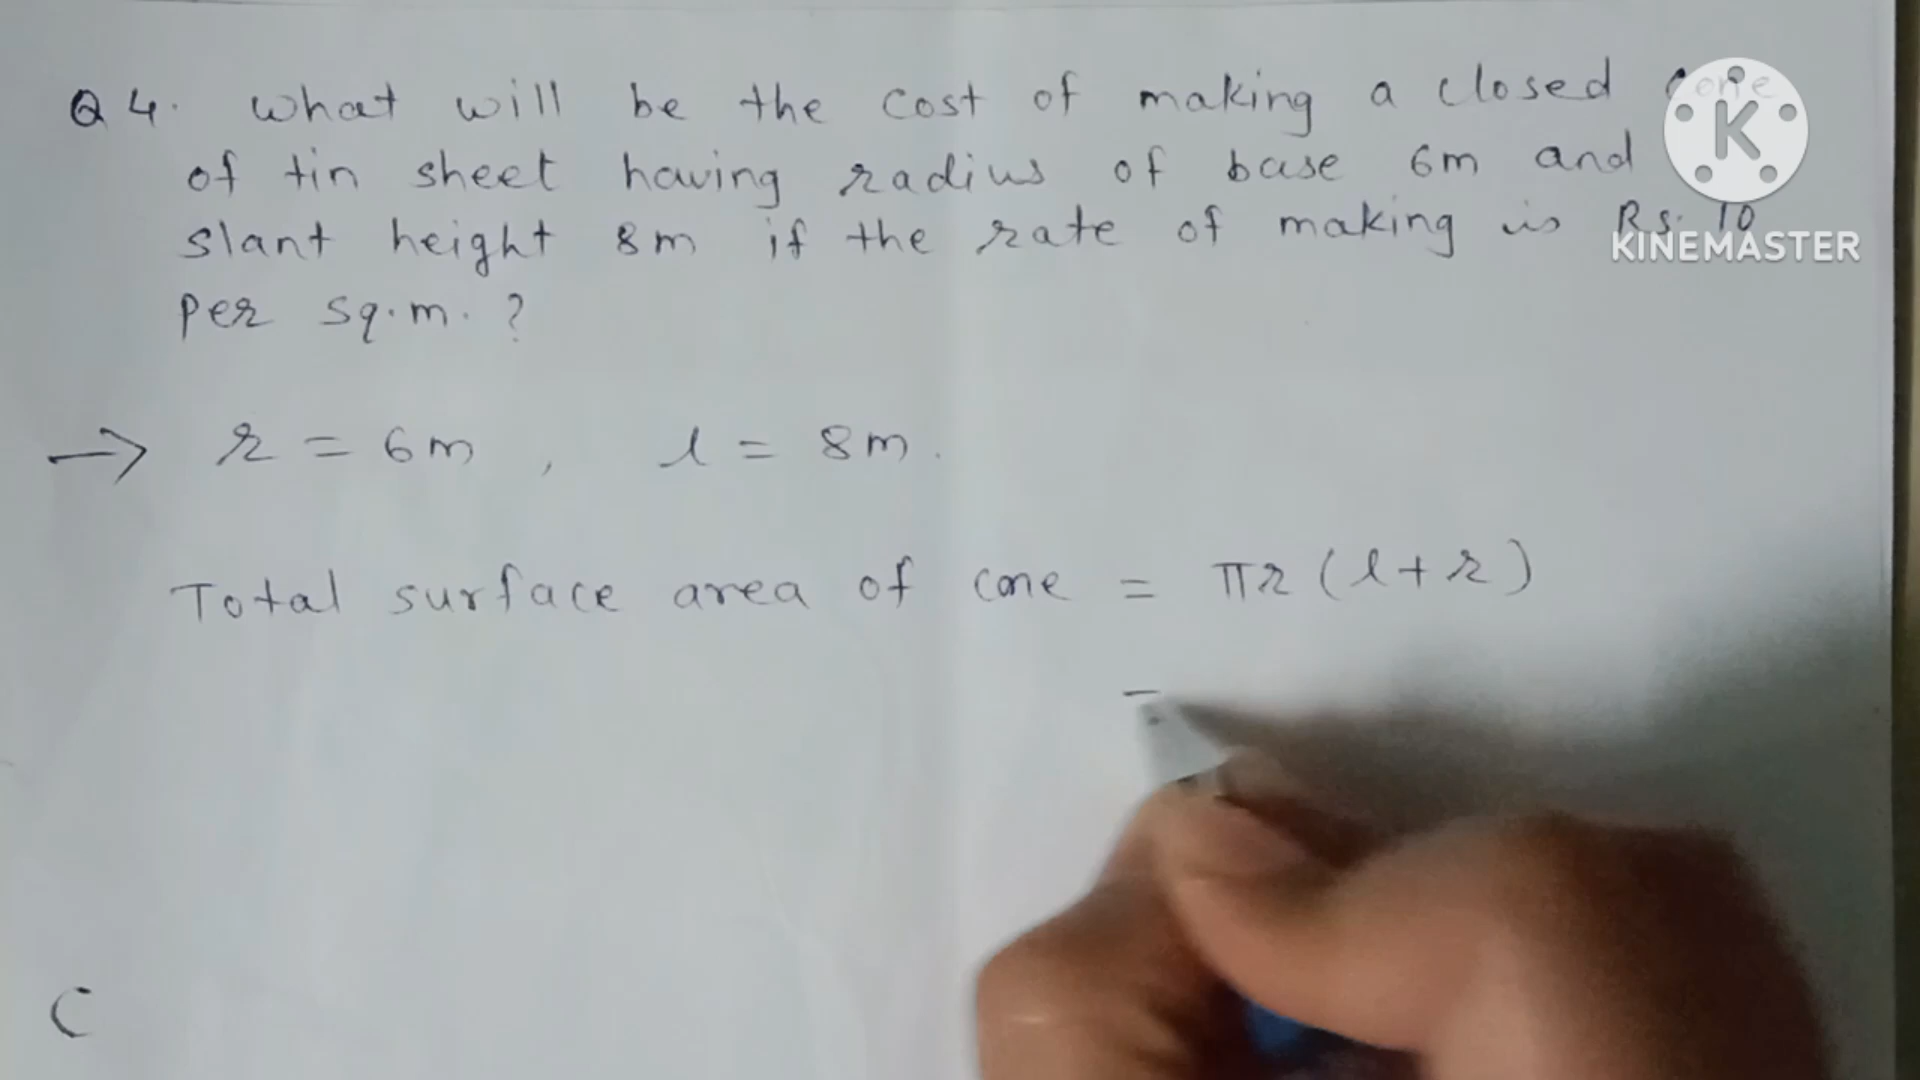 Q4. What will be the cost of making a closed cone
of tin sheet having radius of base 6m and
slant height 8m if the rate of making is Rs. 10
per sq.m. ?
→ r = 6m , l = 8m.
Total surface area of cone = πr(l+r)
K
KINEMASTER